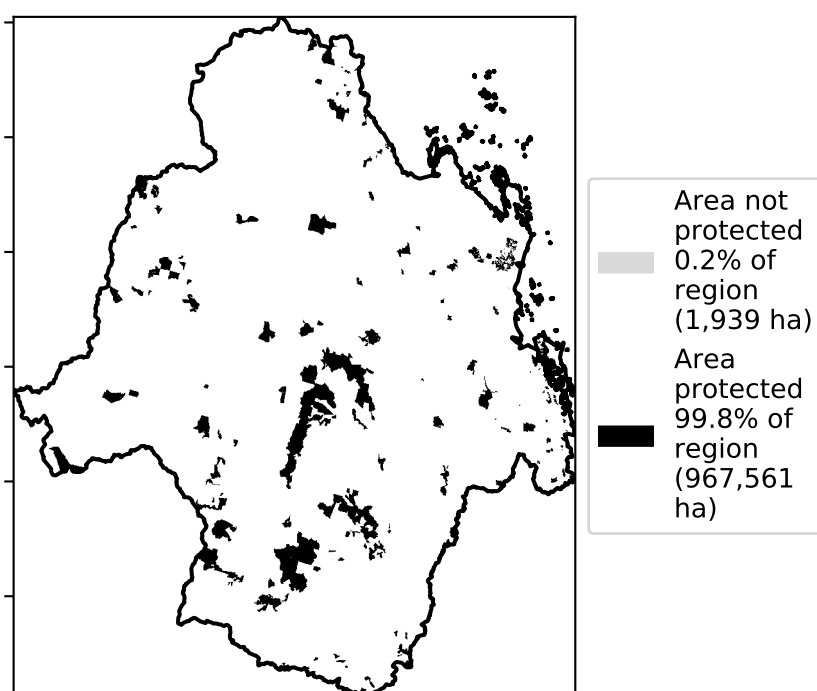 Area not
protected
0.2% of
region
(1,939 ha)
Area
protected
99.8% of
region
(967,561
ha)